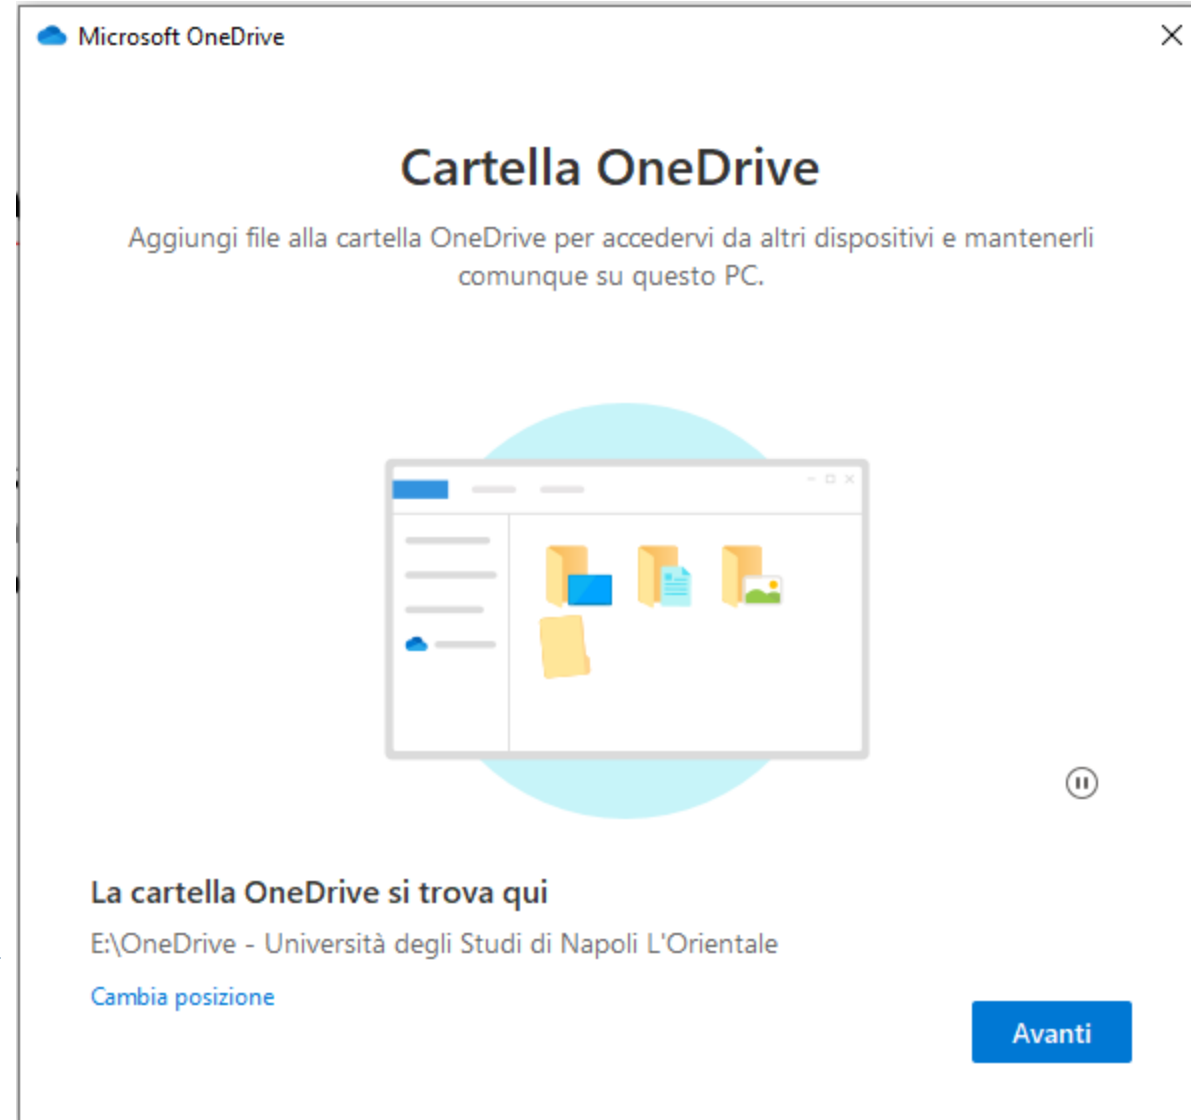 Microsoft OneDrive
Cartella OneDrive
Aggiungi file alla cartella OneDrive per accedervi da altri dispositivi e mantenerli
comunque su questo PC.
La cartella OneDrive si trova qui
E:\OneDrive - Università degli Studi di Napoli L'Orientale
Cambia posizione
Avanti